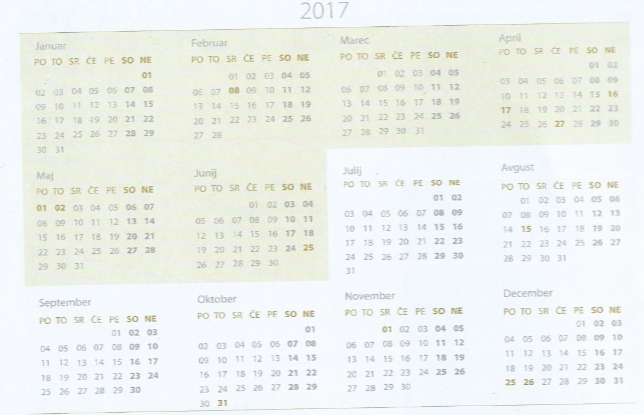 2017
Januar
PO TO SR ČE PE SO NE
01
02 03 04 05 06 07 08
09 10 11 12 13 14 15
16 17 18 19 20 21 22
23 24 25 26 27 28 29
30 31
Februar
PO TO SR ČE PE SO NE
01 02 03 04 05
06 07 08 09 10 11 12
13 14 15 16 17 18 19
20 21 22 23 24 25 26
27 28
Marec
PO TO SR ČE PE SO NE
01 02 03 04 05
06 07 08 09 10 11 12
13 14 15 16 17 18 19
20 21 22 23 24 25 26
27 28 29 30 31
April
PO TO SR ČE PE SO NE
01 02
03 04 05 06 07 08 09
10 11 12 13 14 15 16
17 18 19 20 21 22 23
24 25 26 27 28 29 30
Maj
PO TO SR ČE PE SO NE
01 02 03 04 05 06 07
08 09 10 11 12 13 14
15 16 17 18 19 20 21
22 23 24 25 26 27 28
29 30 31
Junij
PO TO SR ČE PE SO NE
01 02 03 04
05 06 07 08 09 10 11
12 13 14 15 16 17 18
19 20 21 22 23 24 25
26 27 28 29 30
Julij
PO TO SR ČE PE SO NE
01 02
03 04 05 06 07 08 09
10 11 12 13 14 15 16
17 18 19 20 21 22 23
24 25 26 27 28 29 30
31
Avgust
PO TO SR ČE PE SO NE
01 02 03 04 05 06
07 08 09 10 11 12 13
14 15 16 17 18 19 20
21 22 23 24 25 26 27
28 29 30 31
September
PO TO SR ČE PE SO NE
01 02 03
04 05 06 07 08 09 10
11 12 13 14 15 16 17
18 19 20 21 22 23 24
25 26 27 28 29 30
Oktober
PO TO SR ČE PE SO NE
01
02 03 04 05 06 07 08
09 10 11 12 13 14 15
16 17 18 19 20 21 22
23 24 25 26 27 28 29
30 31
November
PO TO SR ČE PE SO NE
01 02 03 04 05
06 07 08 09 10 11 12
13 14 15 16 17 18 19
20 21 22 23 24 25 26
27 28 29 30
December
PO TO SR ČE PE SO NE
01 02 03
04 05 06 07 08 09 10
11 12 13 14 15 16 17
18 19 20 21 22 23 24
25 26 27 28 29 30 31